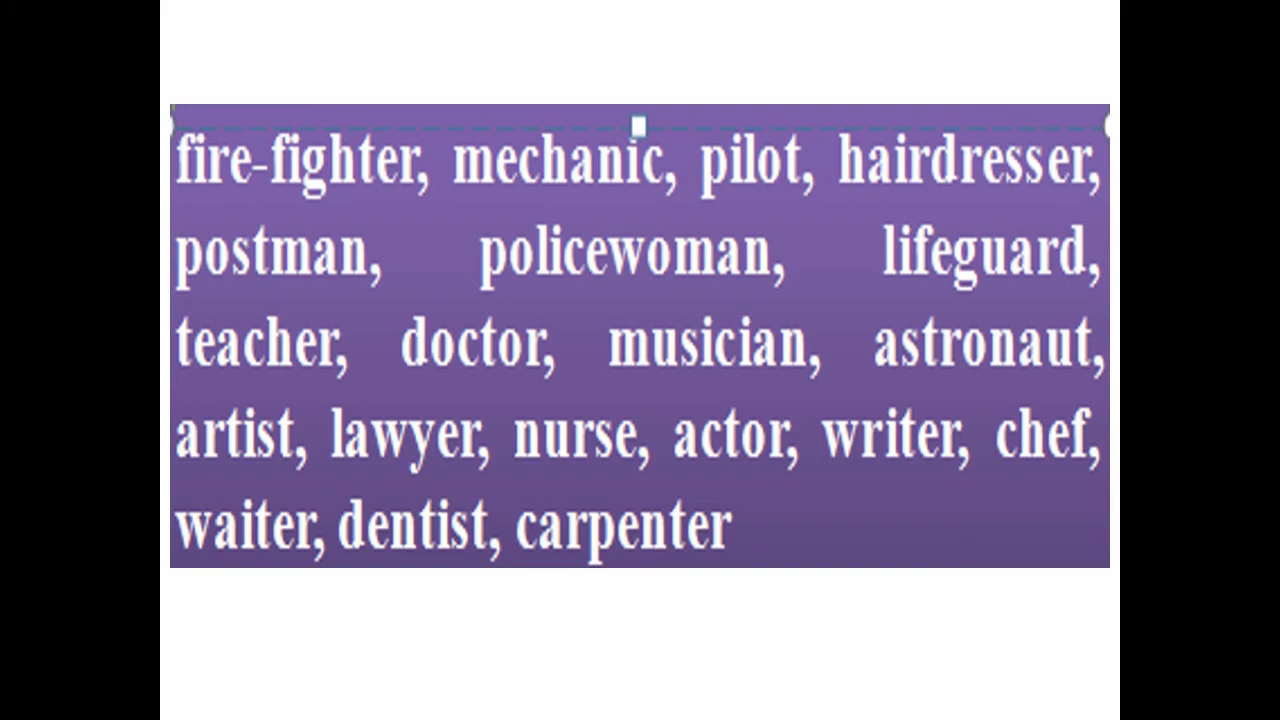 fire-fighter, mechanic, pilot, hairdresser,
postman, policewoman, lifeguard,
teacher, doctor, musician, astronaut,
artist, lawyer, nurse, actor, writer, chef,
waiter, dentist, carpenter